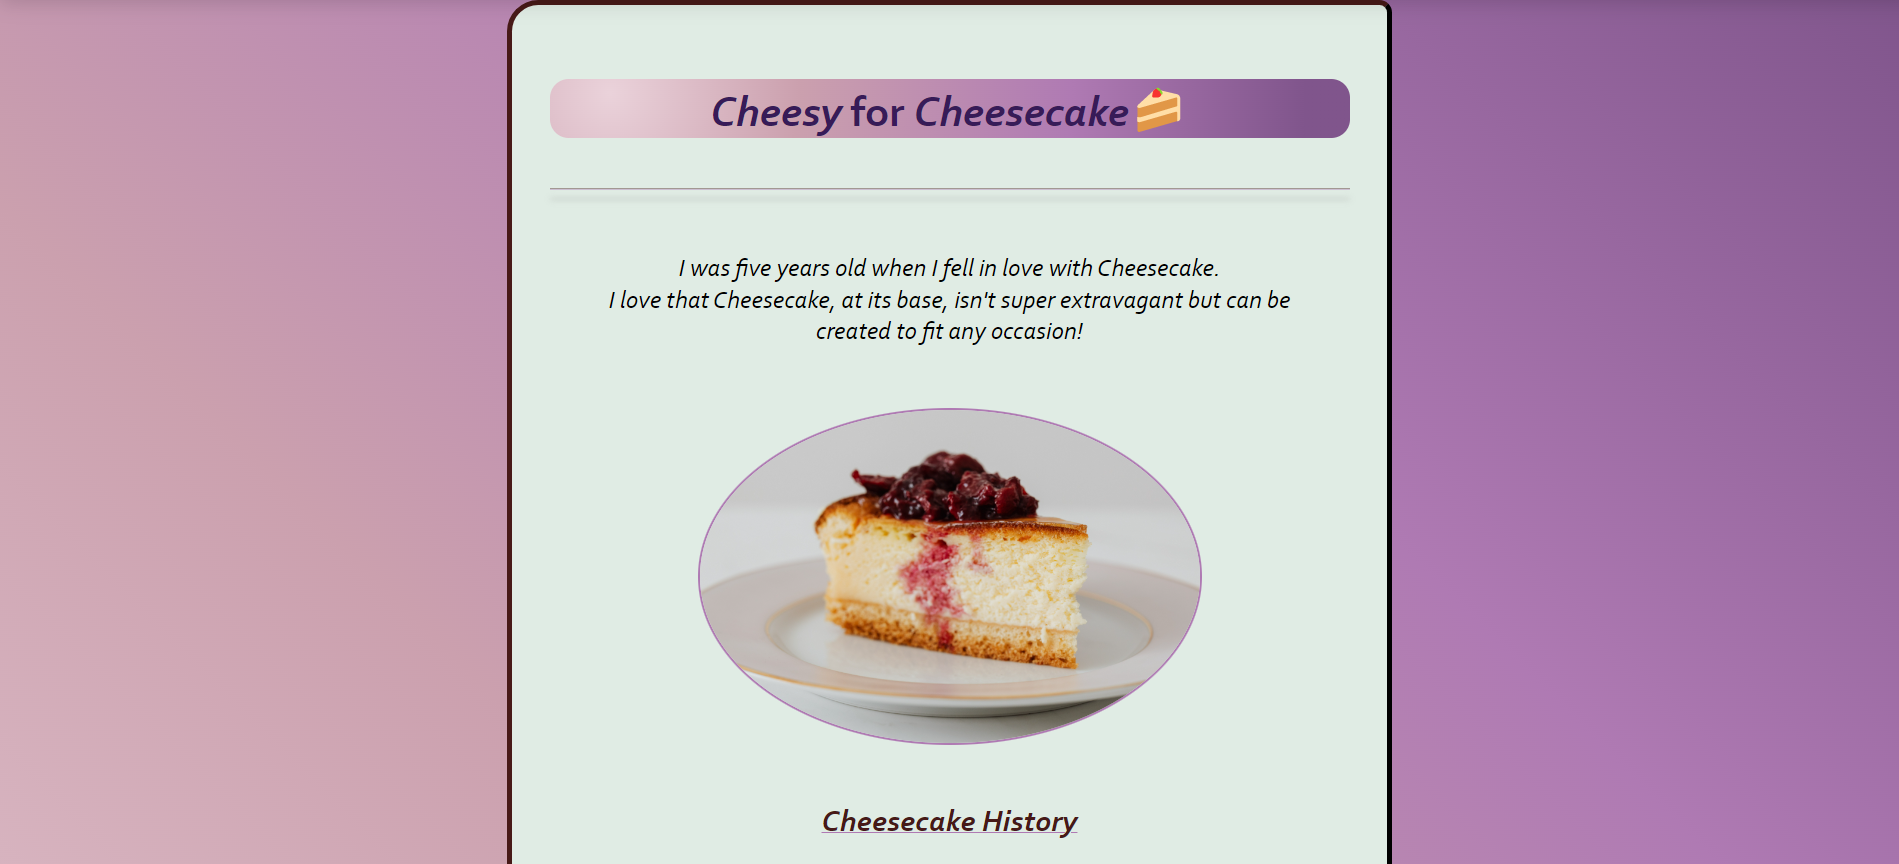 Cheesy for Cheesecake 🍰
I was five years old when I fell in love with Cheesecake.
I love that Cheesecake, at its base, isn't super extravagant but can be
created to fit any occasion!
Cheesecake History